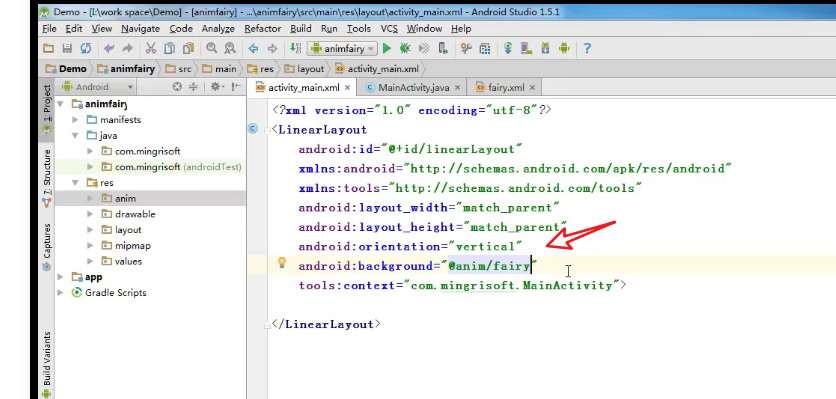 Demo - [I:\work space\Demo] - [animfairy] - ...\animfairy\src\main\res\layout\activity_main.xml - Android Studio 1.5.1
File Edit View Navigate Code Analyze Refactor Build Run Tools VCS Window Help
animfairy
Demo animfairy src main res layout activity_main.xml
Android
activity_main.xml × MainActivity.java × fairy.xml ×
1: Project
7: Structure
Captures
Build Variants
animfairy
manifests
java
com.mingrisoft
com.mingrisoft (androidTest)
res
anim
drawable
layout
mipmap
values
app
Gradle Scripts
<?xml version="1.0" encoding="utf-8"?>
<LinearLayout
android:id="@+id/linearLayout"
xmlns:android="http://schemas.android.com/apk/res/android"
xmlns:tools="http://schemas.android.com/tools"
android:layout_width="match_parent"
android:layout_height="match_parent"
android:orientation="vertical"
android:background="@anim/fairy"
tools:context="com.mingrisoft.MainActivity">
</LinearLayout>